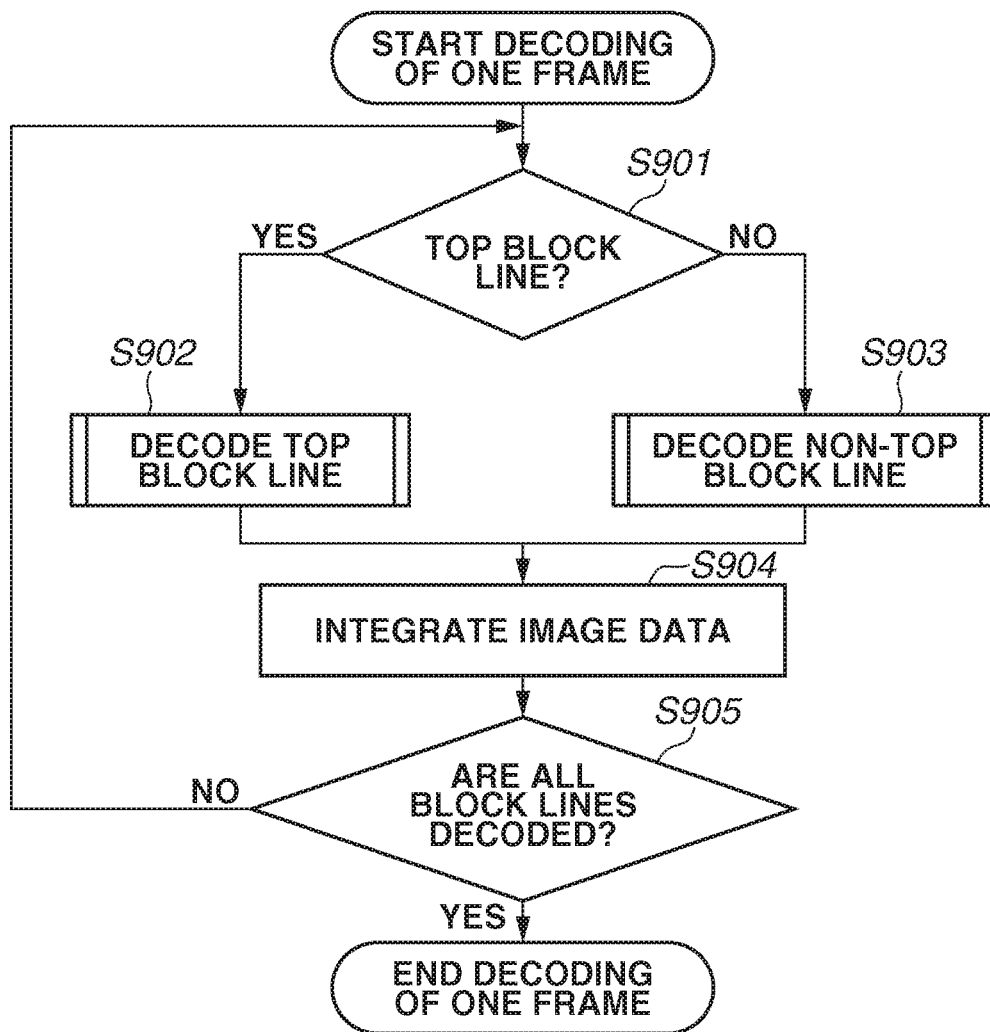 START DECODING
OF ONE FRAME
S901
YES
NO
TOP BLOCK
LINE?
S902
S903
DECODE TOP
BLOCK LINE
DECODE NON-TOP
BLOCK LINE
S904
INTEGRATE IMAGE DATA
S905
NO
ARE ALL
BLOCK LINES
DECODED?
YES
END DECODING
OF ONE FRAME